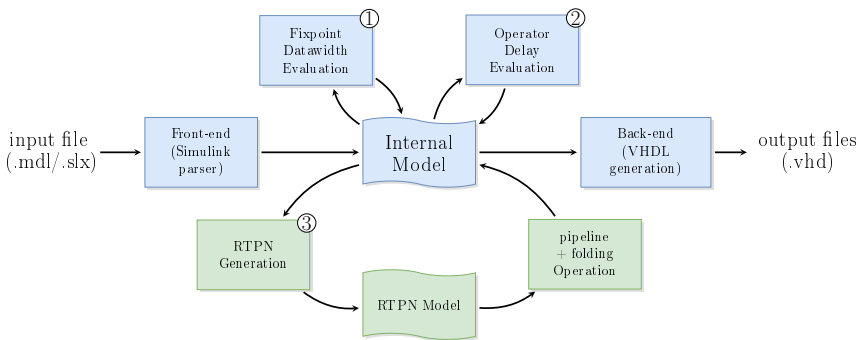 ①
Fixpoint
Datawidth
Evaluation
②
Operator
Delay
Evaluation
input file
(.mdl/.slx)
Front-end
(Simulink
parser)
Internal
Model
Back-end
(VHDL
generation)
output files
(.vhd)
③
RTPN
Generation
RTPN Model
pipeline
+ folding
Operation